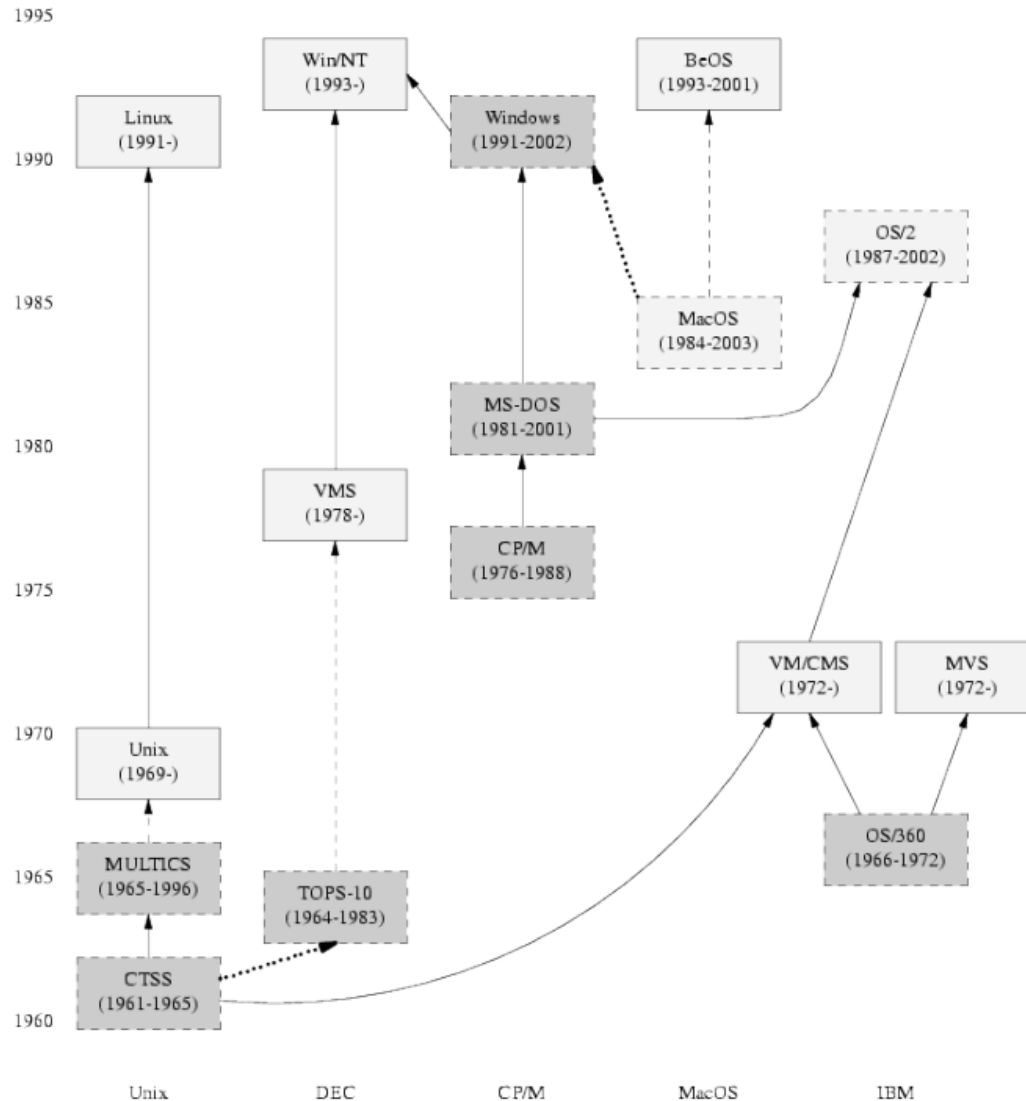 1995
Win/NT
(1993-)
BeOS
(1993-2001)
Linux
(1991-)
Windows
(1991-2002)
1990
OS/2
(1987-2002)
1985
MacOS
(1984-2003)
MS-DOS
(1981-2001)
1980
VMS
(1978-)
CP/M
(1976-1988)
1975
VM/CMS
(1972-)
MVS
(1972-)
1970
Unix
(1969-)
OS/360
(1966-1972)
MULTICS
(1965-1996)
1965
TOPS-10
(1964-1983)
CTSS
(1961-1965)
1960
Unix
DEC
CP/M
MacOS
IBM